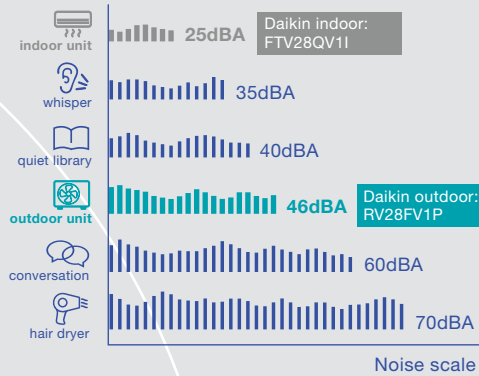 indoor unit
25dBA
Daikin indoor:
FTV28QV1I
whisper
35dBA
quiet library
40dBA
outdoor unit
46dBA
Daikin outdoor:
RV28FV1P
conversation
60dBA
hair dryer
70dBA
Noise scale